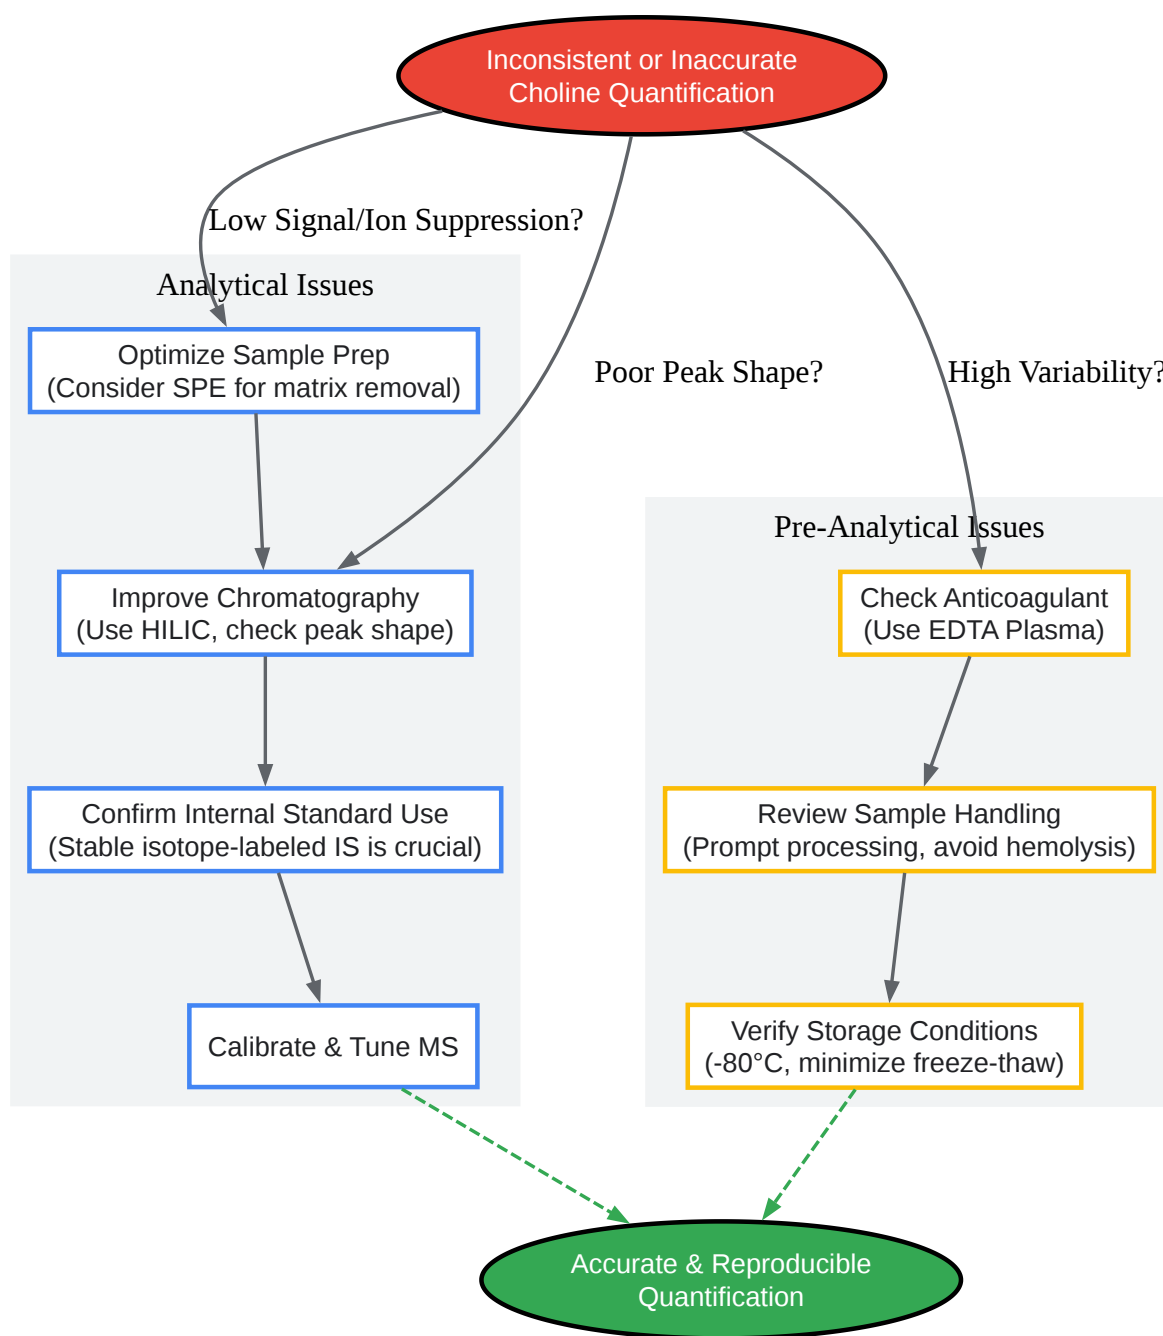 Inconsistent or Inaccurate
Choline Quantification
Low Signal/Ion Suppression?
Poor Peak Shape?
High Variability?
Analytical Issues
Optimize Sample Prep
(Consider SPE for matrix removal)
Improve Chromatography
(Use HILIC, check peak shape)
Confirm Internal Standard Use
(Stable isotope-labeled IS is crucial)
Calibrate & Tune MS
Pre-Analytical Issues
Check Anticoagulant
(Use EDTA Plasma)
Review Sample Handling
(Prompt processing, avoid hemolysis)
Verify Storage Conditions
(-80°C, minimize freeze-thaw)
Accurate & Reproducible
Quantification